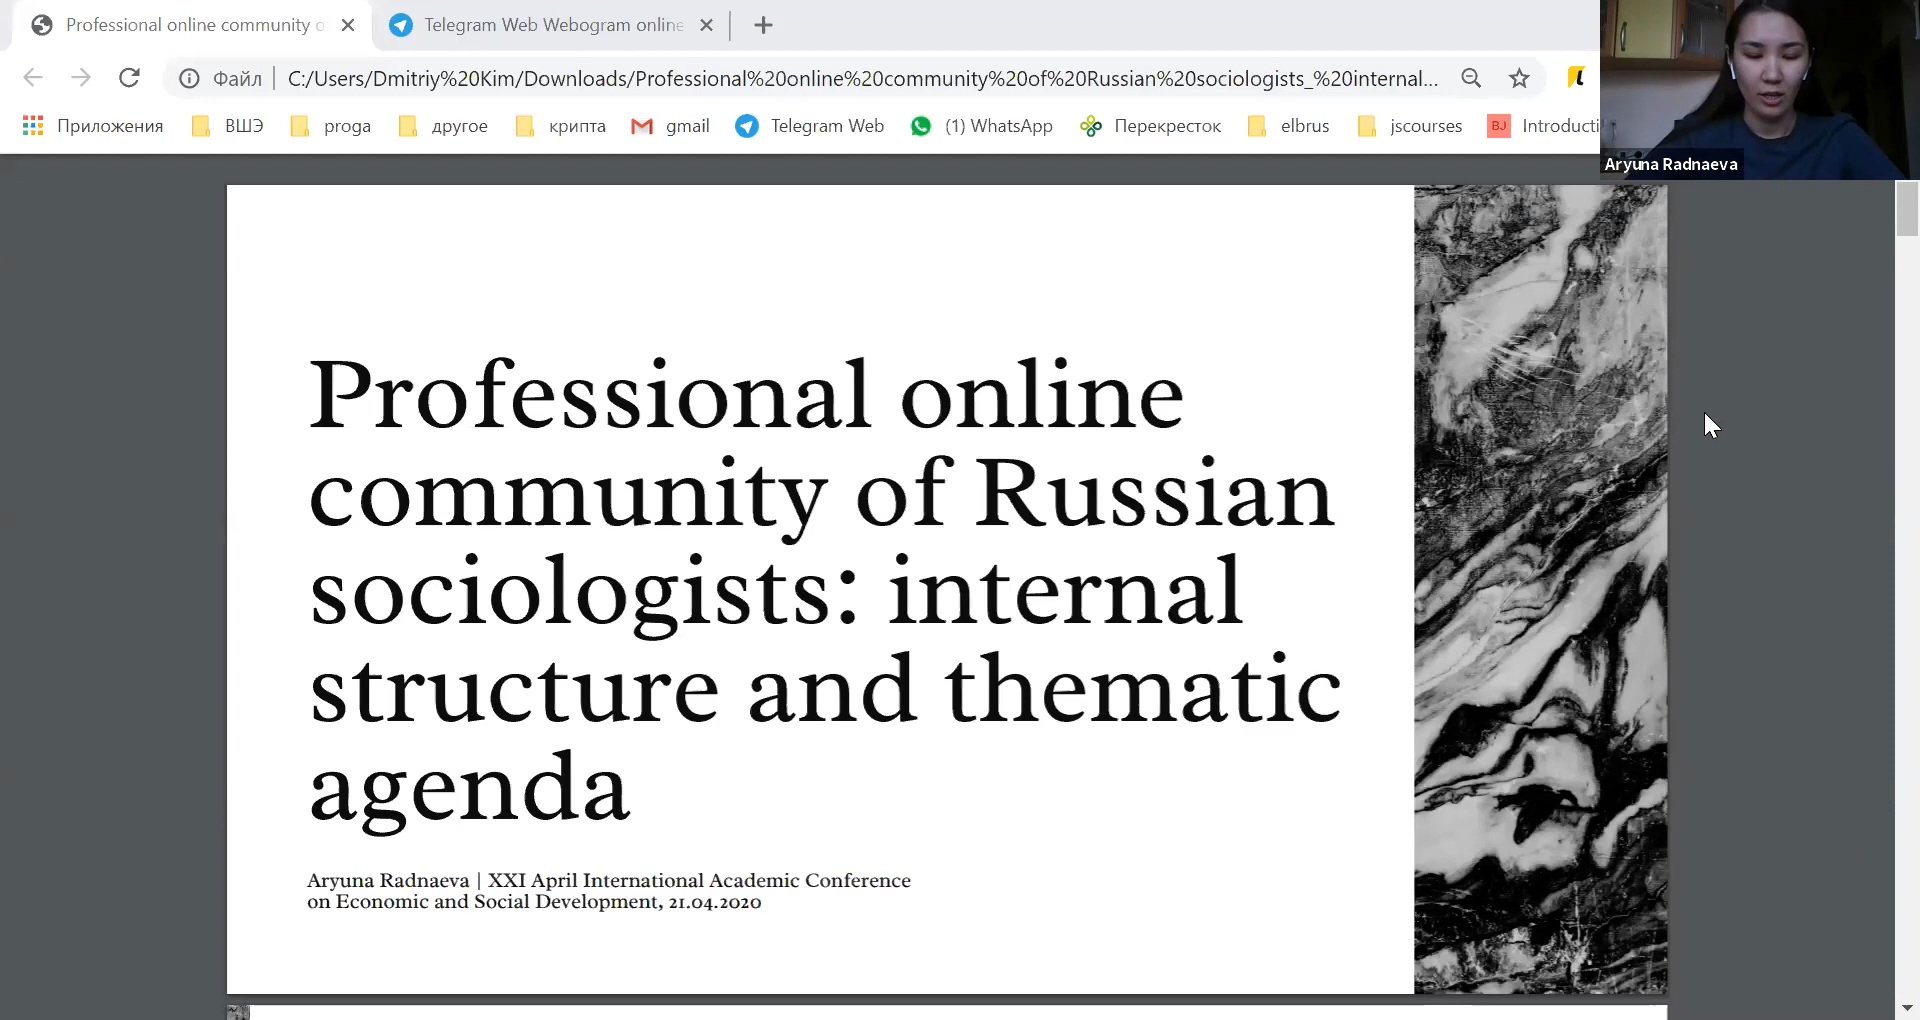 Professional online community o
Telegram Web Webogram online
Файл
C:/Users/Dmitriy%20Kim/Downloads/Professional%20online%20community%20of%20Russian%20sociologists_%20internal...
Приложения
ВШЭ
proga
другое
крипта
gmail
Telegram Web
(1) WhatsApp
Перекресток
elbrus
jscourses
BJ
Introducti
Aryuna Radnaeva
Professional online
community of Russian
sociologists: internal
structure and thematic
agenda
Aryuna Radnaeva | XXI April International Academic Conference
on Economic and Social Development, 21.04.2020